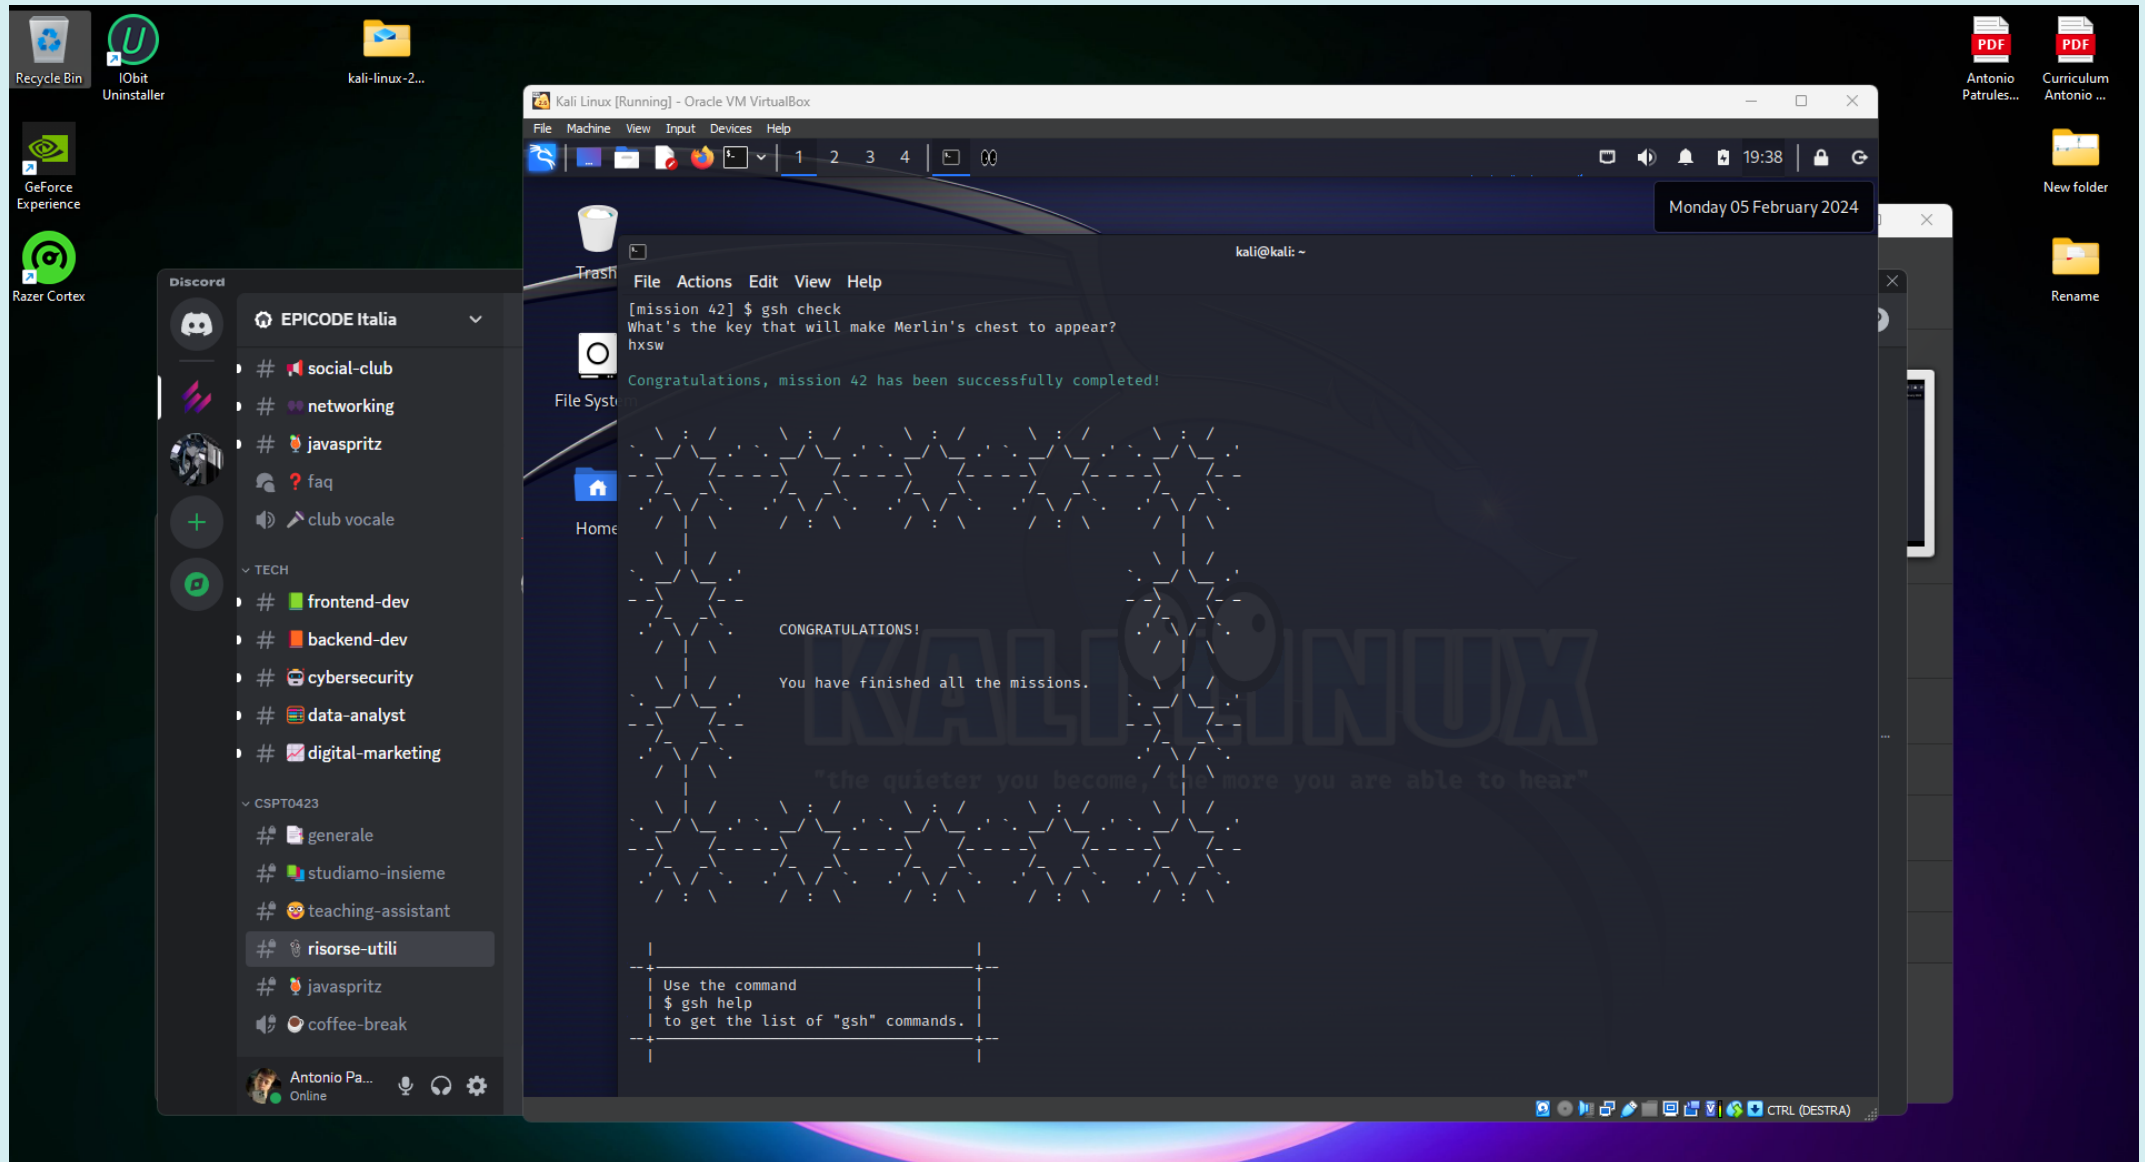 Recycle Bin
IObit
Uninstaller
kali-linux-2...
GeForce
Experience
Razer Cortex
PDF
Antonio
Patrules...
PDF
Curriculum
Antonio ...
New folder
Rename
Discord
EPICODE Italia
social-club
networking
javaspritz
faq
club vocale
TECH
frontend-dev
backend-dev
cybersecurity
data-analyst
digital-marketing
CSPT0423
generale
studiamo-insieme
teaching-assistant
risorse-utili
javaspritz
coffee-break
Antonio Pa...
Online
Kali Linux [Running] - Oracle VM VirtualBox
File Machine View Input Devices Help
1 2 3 4
19:38
Monday 05 February 2024
Trash
File Syst
Home
kali@kali: ~
File Actions Edit View Help
[mission 42] $ gsh check
What's the key that will make Merlin's chest to appear?
hxsw
Congratulations, mission 42 has been successfully completed!
CONGRATULATIONS!
You have finished all the missions.
KALI LINUX
"the quieter you become, the more you are able to hear"
Use the command
$ gsh help
to get the list of "gsh" commands.
CTRL (DESTRA)